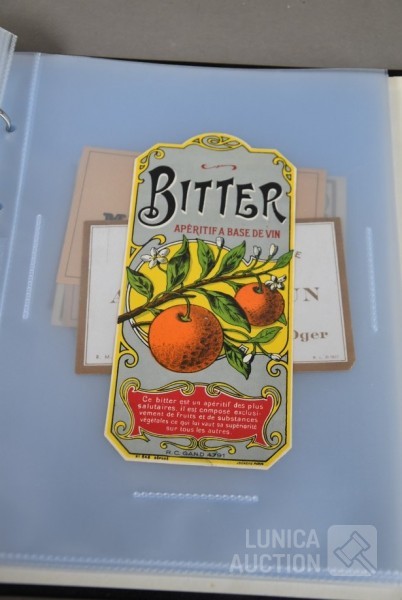 BITTER
APÉRITIF A BASE DE VIN
Ce bitter est un apéritif des plus
salutaires, il est composé exclusi-
vement de fruits et de substances
végétales ce qui lui vaut sa supériorité
sur tous les autres.
R.C. GAND 4791
UN
Oger
LUNICA
AUCTION